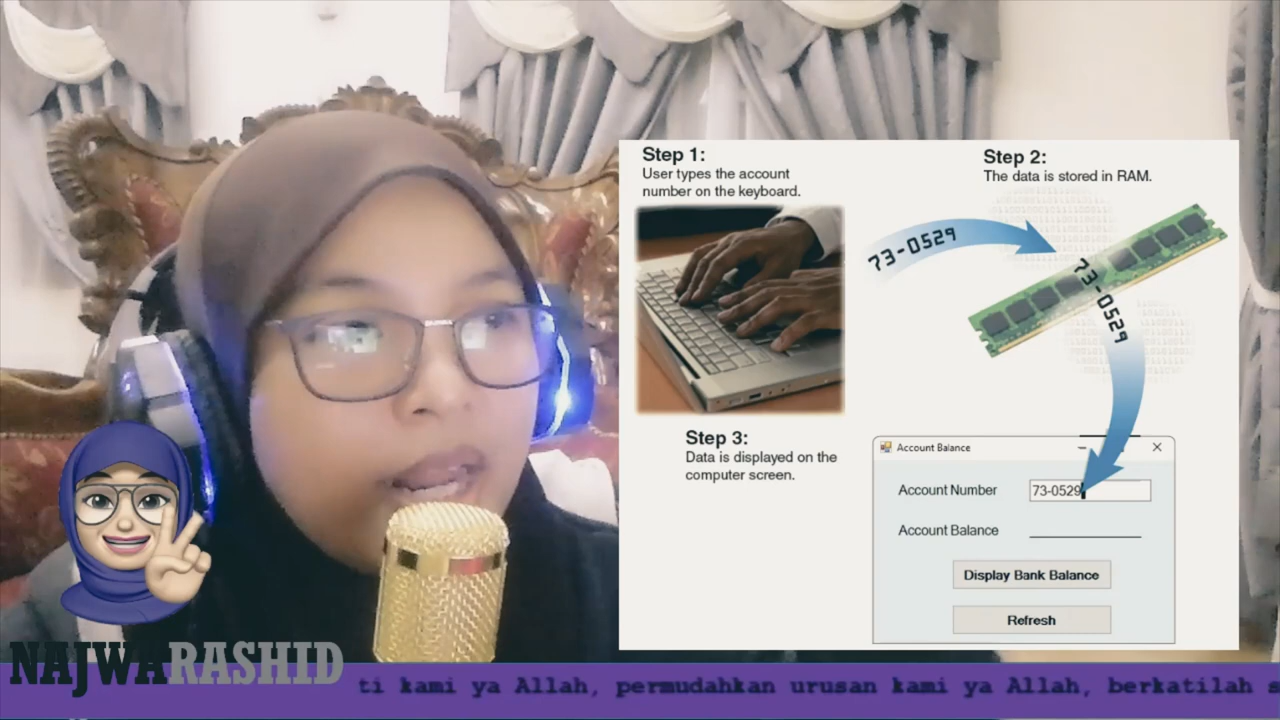 Step 1:
User types the account
number on the keyboard.
Step 2:
The data is stored in RAM.
73-0529
73-0529
Step 3:
Data is displayed on the
computer screen.
Account Balance
Account Number 73-0529
Account Balance
Display Bank Balance
Refresh
NAJWARASHID
ti kami ya Allah, permudahkan urusan kami ya Allah, berkatilah s